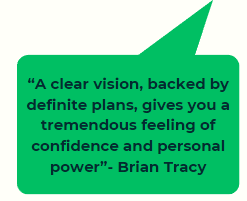 “A clear vision, backed by
definite plans, gives you a
tremendous feeling of
confidence and personal
power”- Brian Tracy